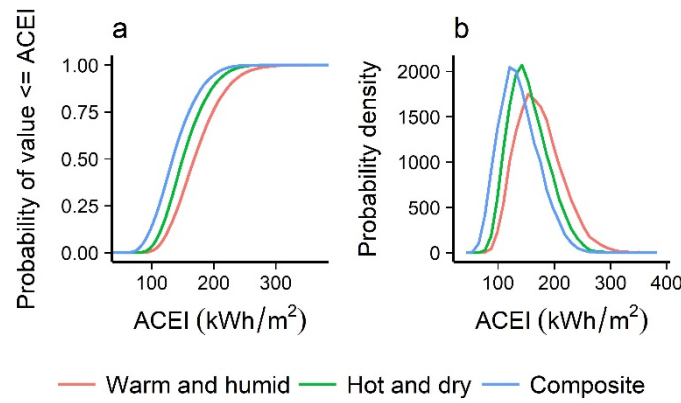 a
Probability of value <= ACEI
1.00
0.75
0.50
0.25
0.00
100 200 300
ACEI (kWh/m²)
b
Probability density
2000
1500
1000
500
0
100 200 300 400
ACEI (kWh/m²)
Warm and humid Hot and dry Composite